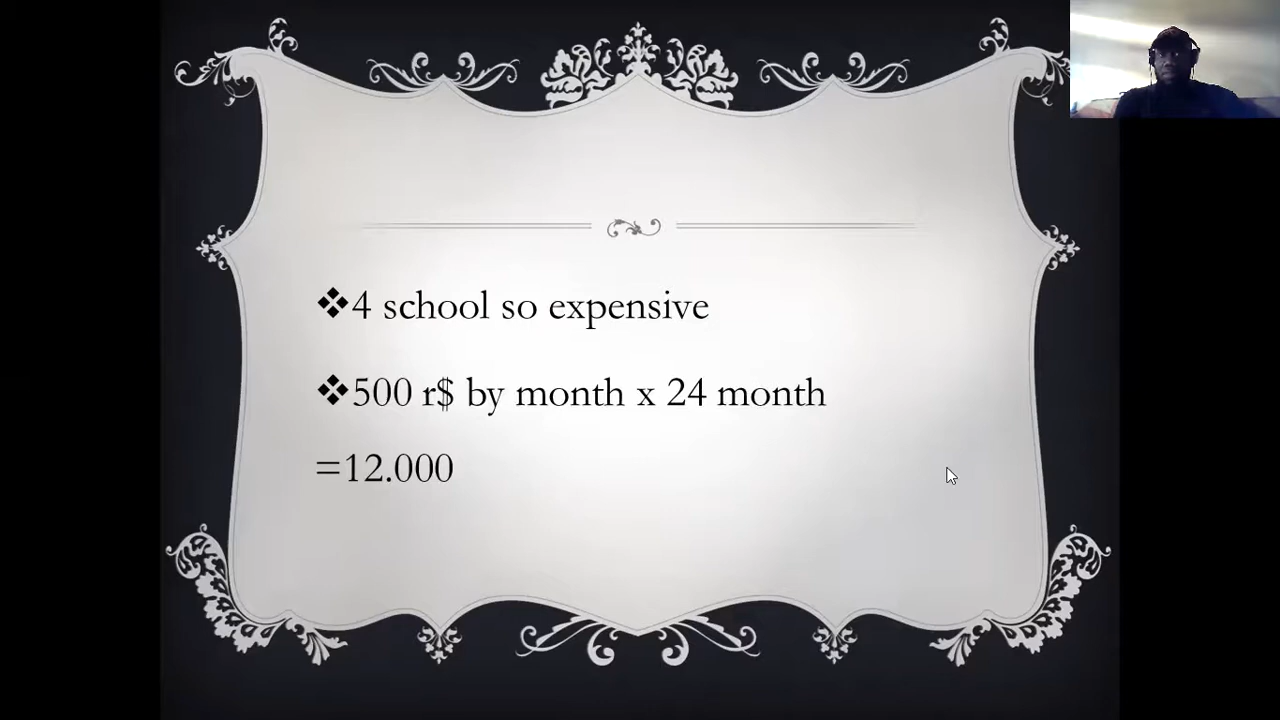 ❖4 school so expensive
❖500 r$ by month x 24 month
=12.000